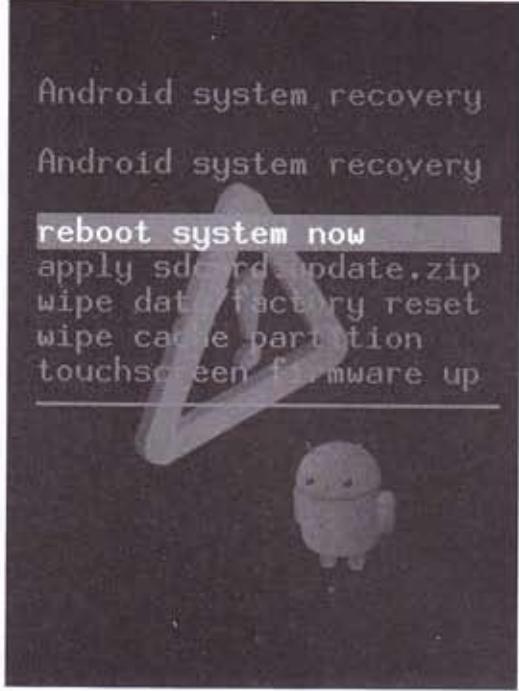 Android system recovery
Android system recovery
reboot system now
apply sdcard:update.zip
wipe data factory reset
wipe cache partition
touchscreen firmware up